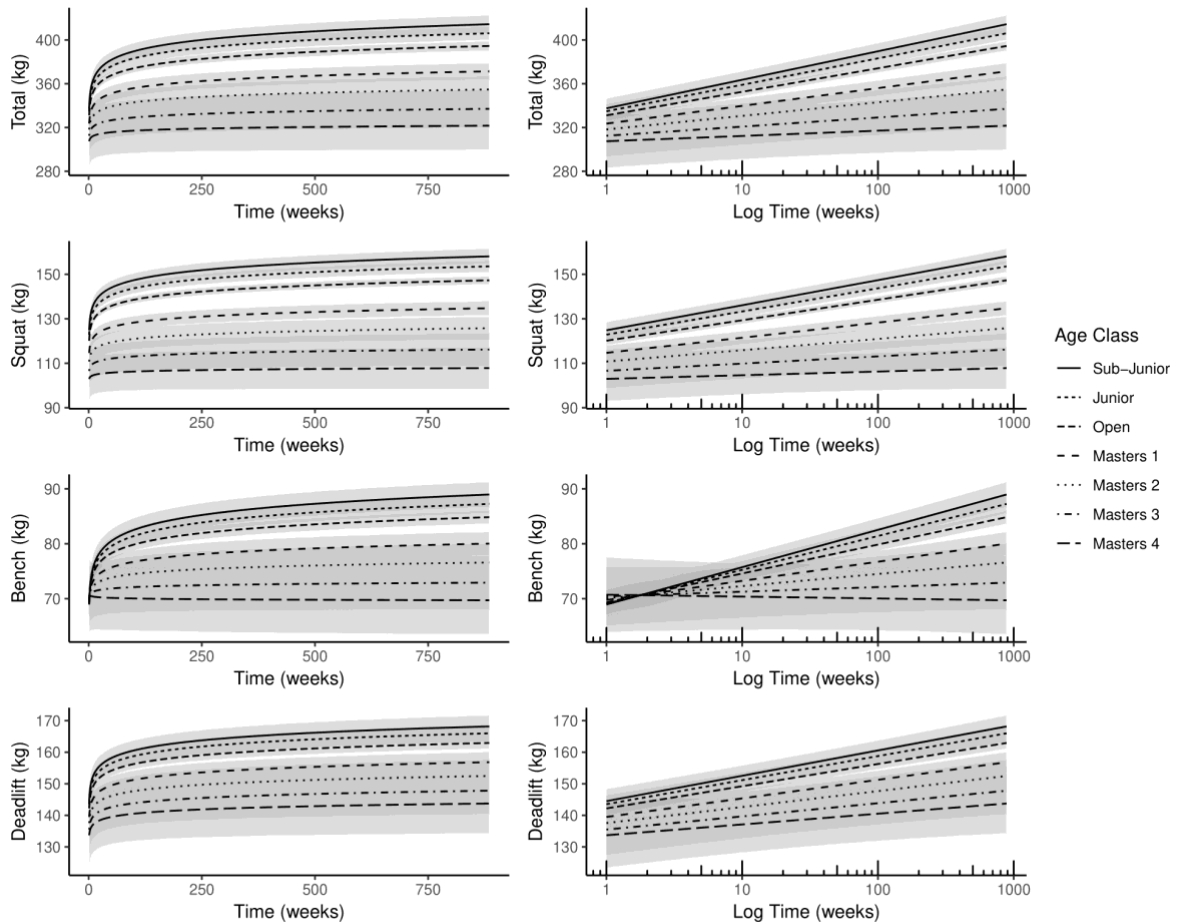 Total (kg)
400
360
320
280
0
250
500
750
Time (weeks)
Total (kg)
400
360
320
280
1
10
100
1000
Log Time (weeks)
Squat (kg)
150
130
110
90
0
250
500
750
Time (weeks)
Squat (kg)
150
130
110
90
1
10
100
1000
Log Time (weeks)
Age Class
Sub−Junior
Junior
Open
Masters 1
Masters 2
Masters 3
Masters 4
Bench (kg)
90
80
70
0
250
500
750
Time (weeks)
Bench (kg)
90
80
70
1
10
100
1000
Log Time (weeks)
Deadlift (kg)
170
160
150
140
130
0
250
500
750
Time (weeks)
Deadlift (kg)
170
160
150
140
130
1
10
100
1000
Log Time (weeks)